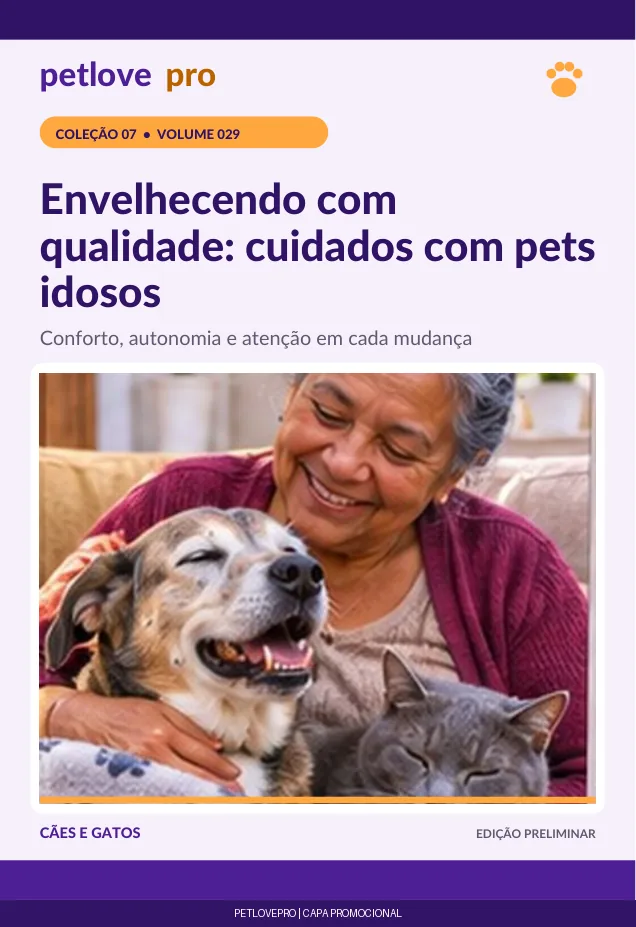 petlove pro
COLEÇÃO 07 • VOLUME 029
Envelhecendo com
qualidade: cuidados com pets
idosos
Conforto, autonomia e atenção em cada mudança
CÃES E GATOS
EDIÇÃO PRELIMINAR
PETLOVEPRO | CAPA PROMOCIONAL